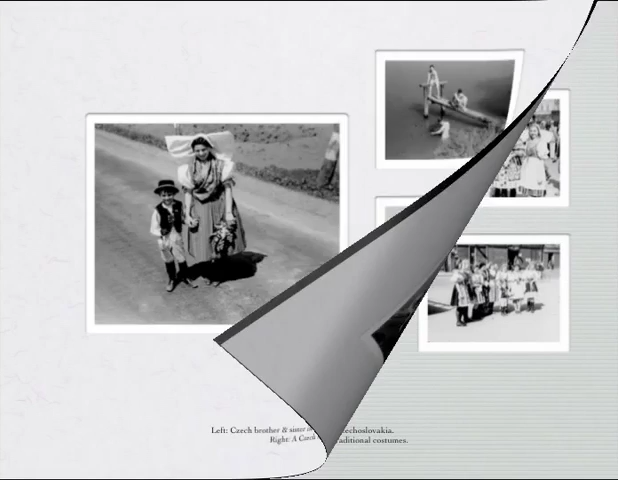 Left: Czech brother & sister in echoslovakia.
Right: A Czech aditional costumes.